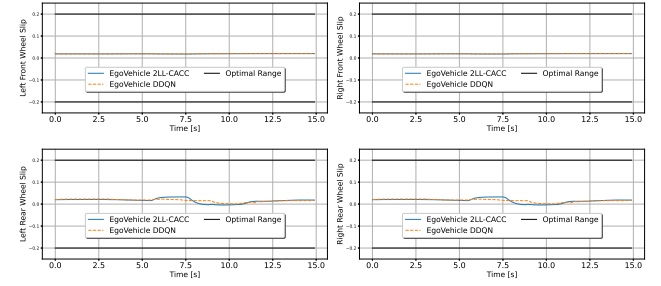 Left Front Wheel Slip
0.2
0.1
0.0
−0.1
−0.2
EgoVehicle 2LL-CACC
EgoVehicle DDQN
Optimal Range
0.0 2.5 5.0 7.5 10.0 12.5 15.0
Time [s]
Right Front Wheel Slip
0.2
0.1
0.0
−0.1
−0.2
EgoVehicle 2LL-CACC
EgoVehicle DDQN
Optimal Range
0.0 2.5 5.0 7.5 10.0 12.5 15.0
Time [s]
Left Rear Wheel Slip
0.2
0.1
0.0
−0.1
−0.2
EgoVehicle 2LL-CACC
EgoVehicle DDQN
Optimal Range
0.0 2.5 5.0 7.5 10.0 12.5 15.0
Time [s]
Right Rear Wheel Slip
0.2
0.1
0.0
−0.1
−0.2
EgoVehicle 2LL-CACC
EgoVehicle DDQN
Optimal Range
0.0 2.5 5.0 7.5 10.0 12.5 15.0
Time [s]